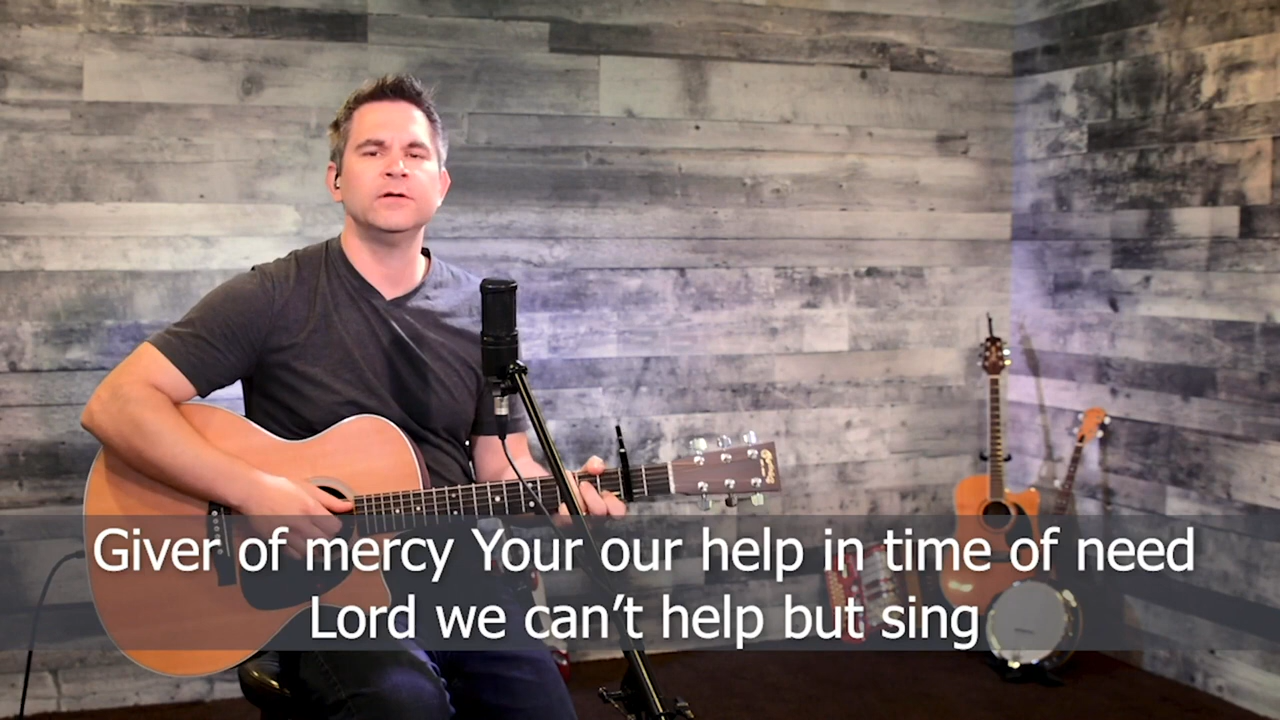 Giver of mercy Your our help in time of need
Lord we can't help but sing